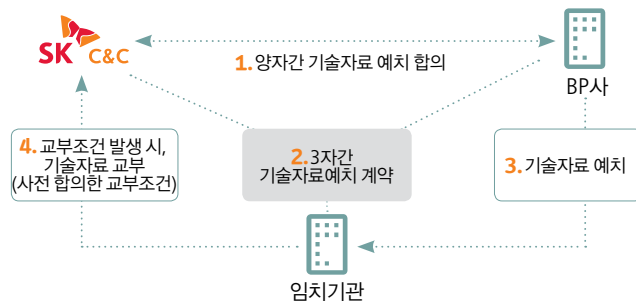 SK C&C
1. 양자간 기술자료 예치 합의
BP사
4. 교부조건 발생 시,
기술자료 교부
(사전 합의한 교부조건)
2. 3자간
기술자료예치 계약
3. 기술자료 예치
임치기관